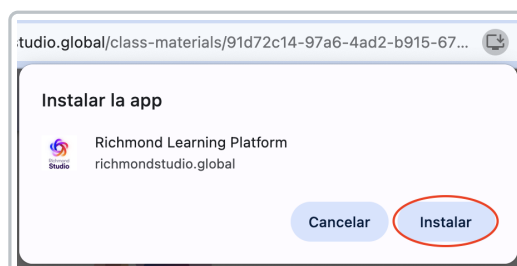 tudio.global/class-materials/91d72c14-97a6-4ad2-b915-67...
Instalar la app
Richmond Learning Platform
richmondstudio.global
Richmond
Studio
Cancelar
Instalar